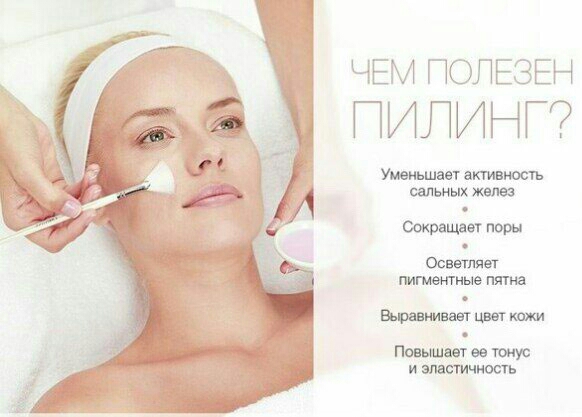 ЧЕМ ПОЛЕЗЕН
ПИЛИНГ?
Уменьшает активность
сальных желез
Сокращает поры
Осветляет
пигментные пятна
Выравнивает цвет кожи
Повышает ее тонус
и эластичность